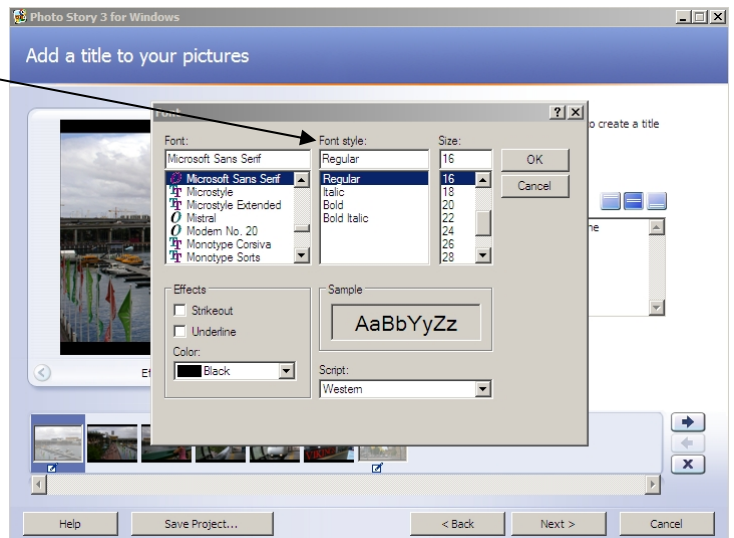 Photo Story 3 for Windows
Add a title to your pictures
Font
o create a title
Font:
Font style:
Size:
Microsoft Sans Serif
Regular
16
OK
Cancel
Microsoft Sans Serif
Microstyle
Microstyle Extended
Mistral
Modern No. 20
Monotype Corsiva
Monotype Sorts
Regular
Italic
Bold
Bold Italic
16
18
20
22
24
26
28
ne
Effects
Strikeout
Underline
Color:
Black
Sample
AaBbYyZz
Script:
Western
Ef
Help
Save Project...
< Back
Next >
Cancel